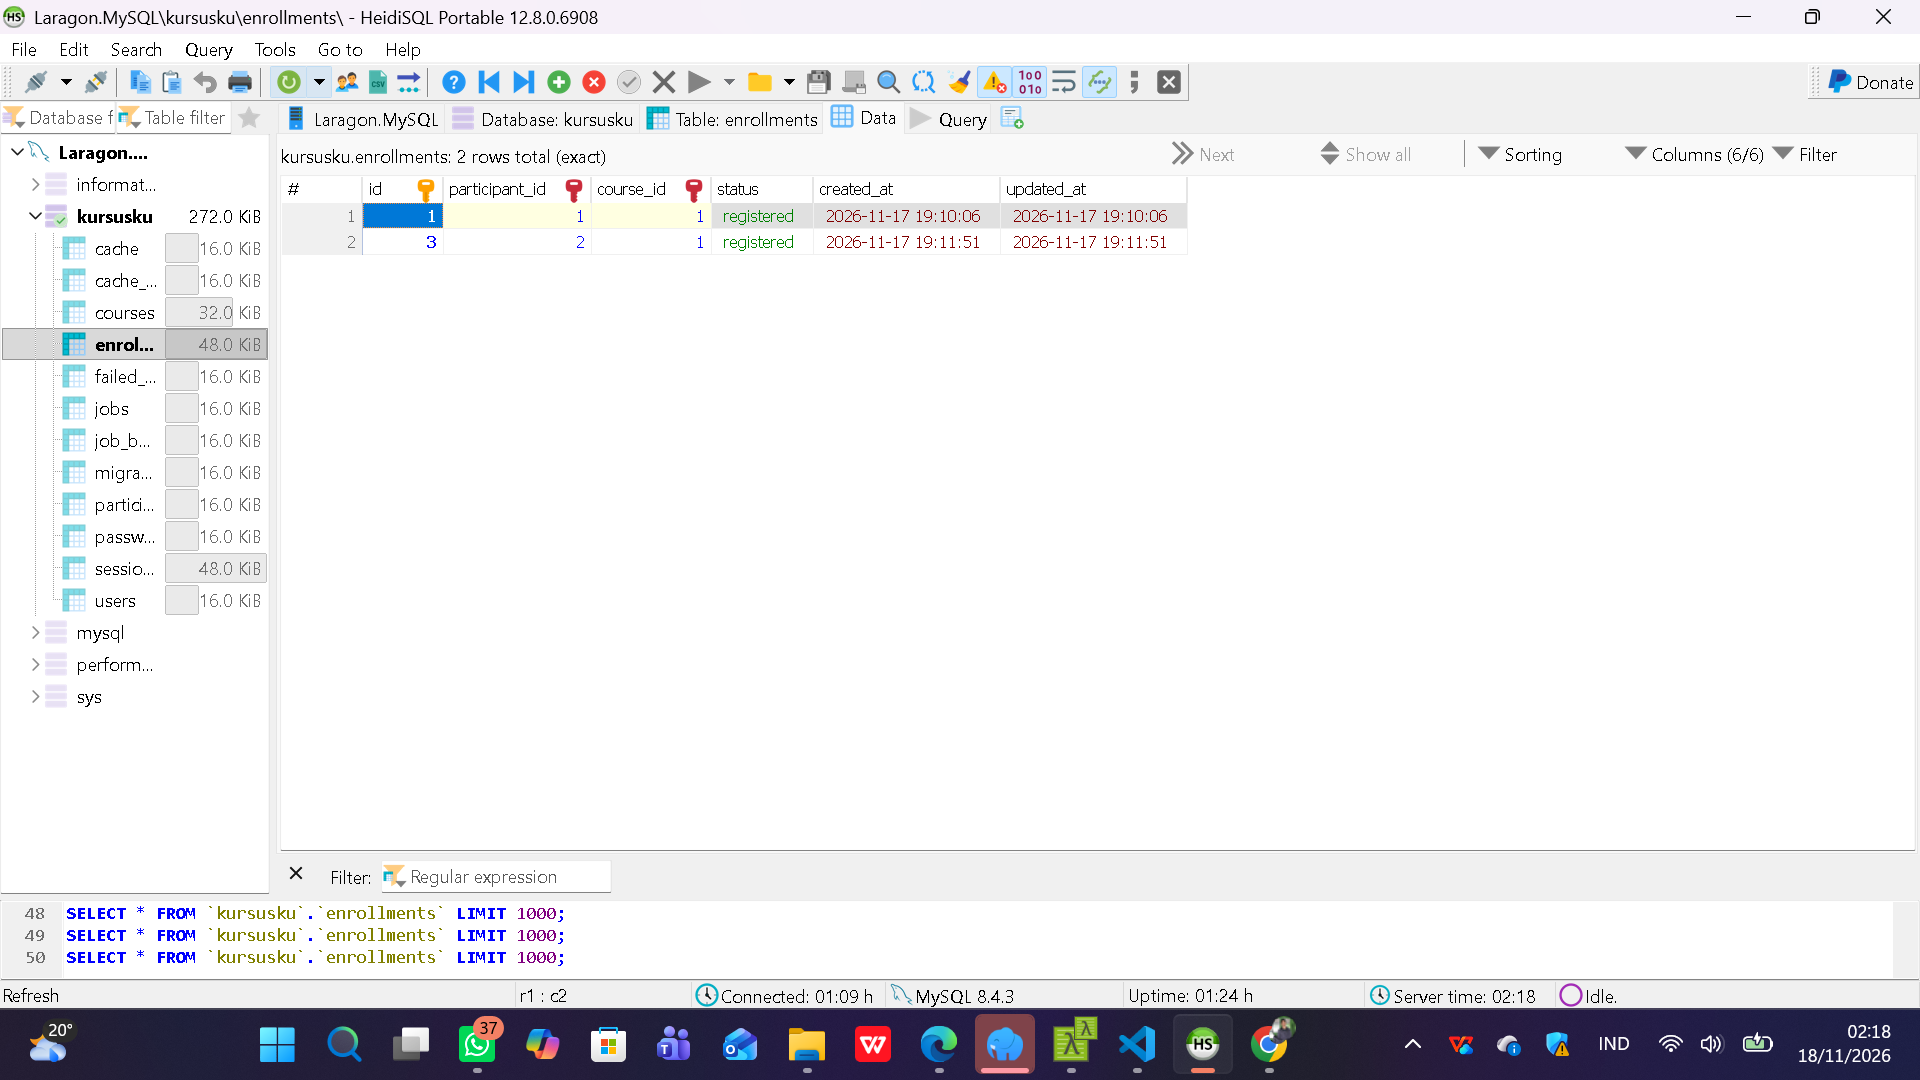 Laragon.MySQL\kursusku\enrollments\ - HeidiSQL Portable 12.8.0.6908
File Edit Search Query Tools Go to Help
Donate
Database f Table filter
Laragon.MySQL Database: kursusku Table: enrollments Data Query
Laragon....
informat...
kursusku 272.0 KiB
cache 16.0 KiB
cache_... 16.0 KiB
courses 32.0 KiB
enrol... 48.0 KiB
failed_... 16.0 KiB
jobs 16.0 KiB
job_b... 16.0 KiB
migra... 16.0 KiB
partici... 16.0 KiB
passw... 16.0 KiB
sessio... 48.0 KiB
users 16.0 KiB
mysql
perform...
sys
kursusku.enrollments: 2 rows total (exact)
Next Show all Sorting Columns (6/6) Filter
# id participant_id course_id status created_at updated_at
1 1 1 1 registered 2026-11-17 19:10:06 2026-11-17 19:10:06
2 3 2 1 registered 2026-11-17 19:11:51 2026-11-17 19:11:51
Filter: Regular expression
48 SELECT * FROM `kursusku`.`enrollments` LIMIT 1000;
49 SELECT * FROM `kursusku`.`enrollments` LIMIT 1000;
50 SELECT * FROM `kursusku`.`enrollments` LIMIT 1000;
Refresh r1 : c2 Connected: 01:09 h MySQL 8.4.3 Uptime: 01:24 h Server time: 02:18 Idle.
20°
37
IND
02:18
18/11/2026